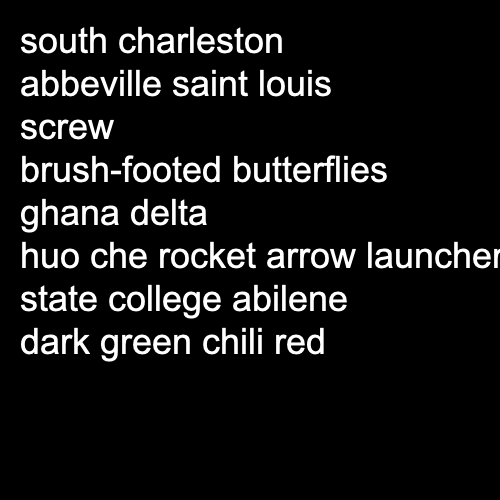 south charleston
abbeville saint louis
screw
brush-footed butterflies
ghana delta
huo che rocket arrow launcher
state college abilene
dark green chili red